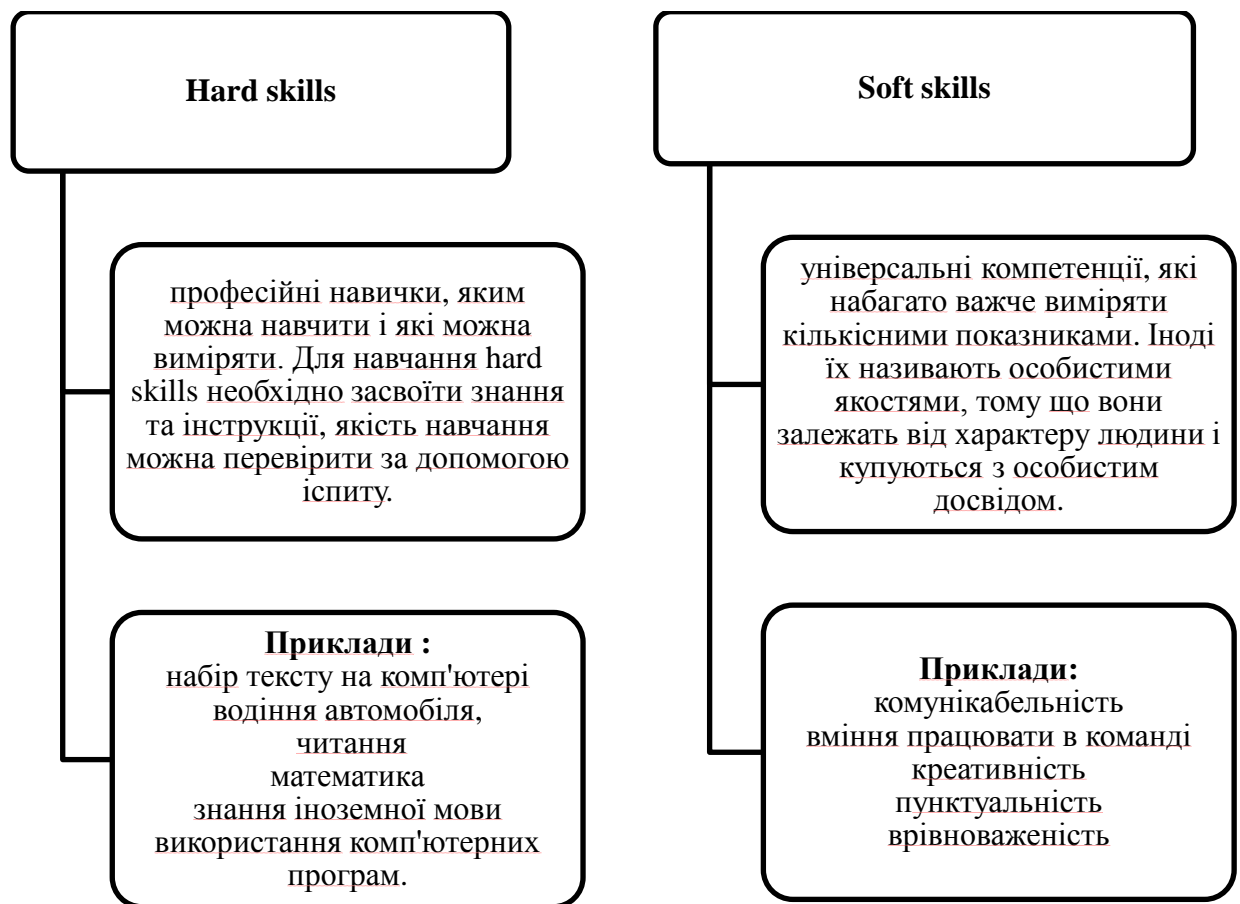 Hard skills
професійні навички, яким
можна навчити і які можна
виміряти. Для навчання hard
skills необхідно засвоїти знання
та інструкції, якість навчання
можна перевірити за допомогою
іспиту.
Приклади :
набір тексту на комп'ютері
водіння автомобіля,
читання
математика
знання іноземної мови
використання комп'ютерних
програм.
Soft skills
універсальні компетенції, які
набагато важче виміряти
кількісними показниками. Іноді
їх називають особистими
якостями, тому що вони
залежать від характеру людини і
купуються з особистим
досвідом.
Приклади:
комунікабельність
вміння працювати в команді
креативність
пунктуальність
врівноваженість